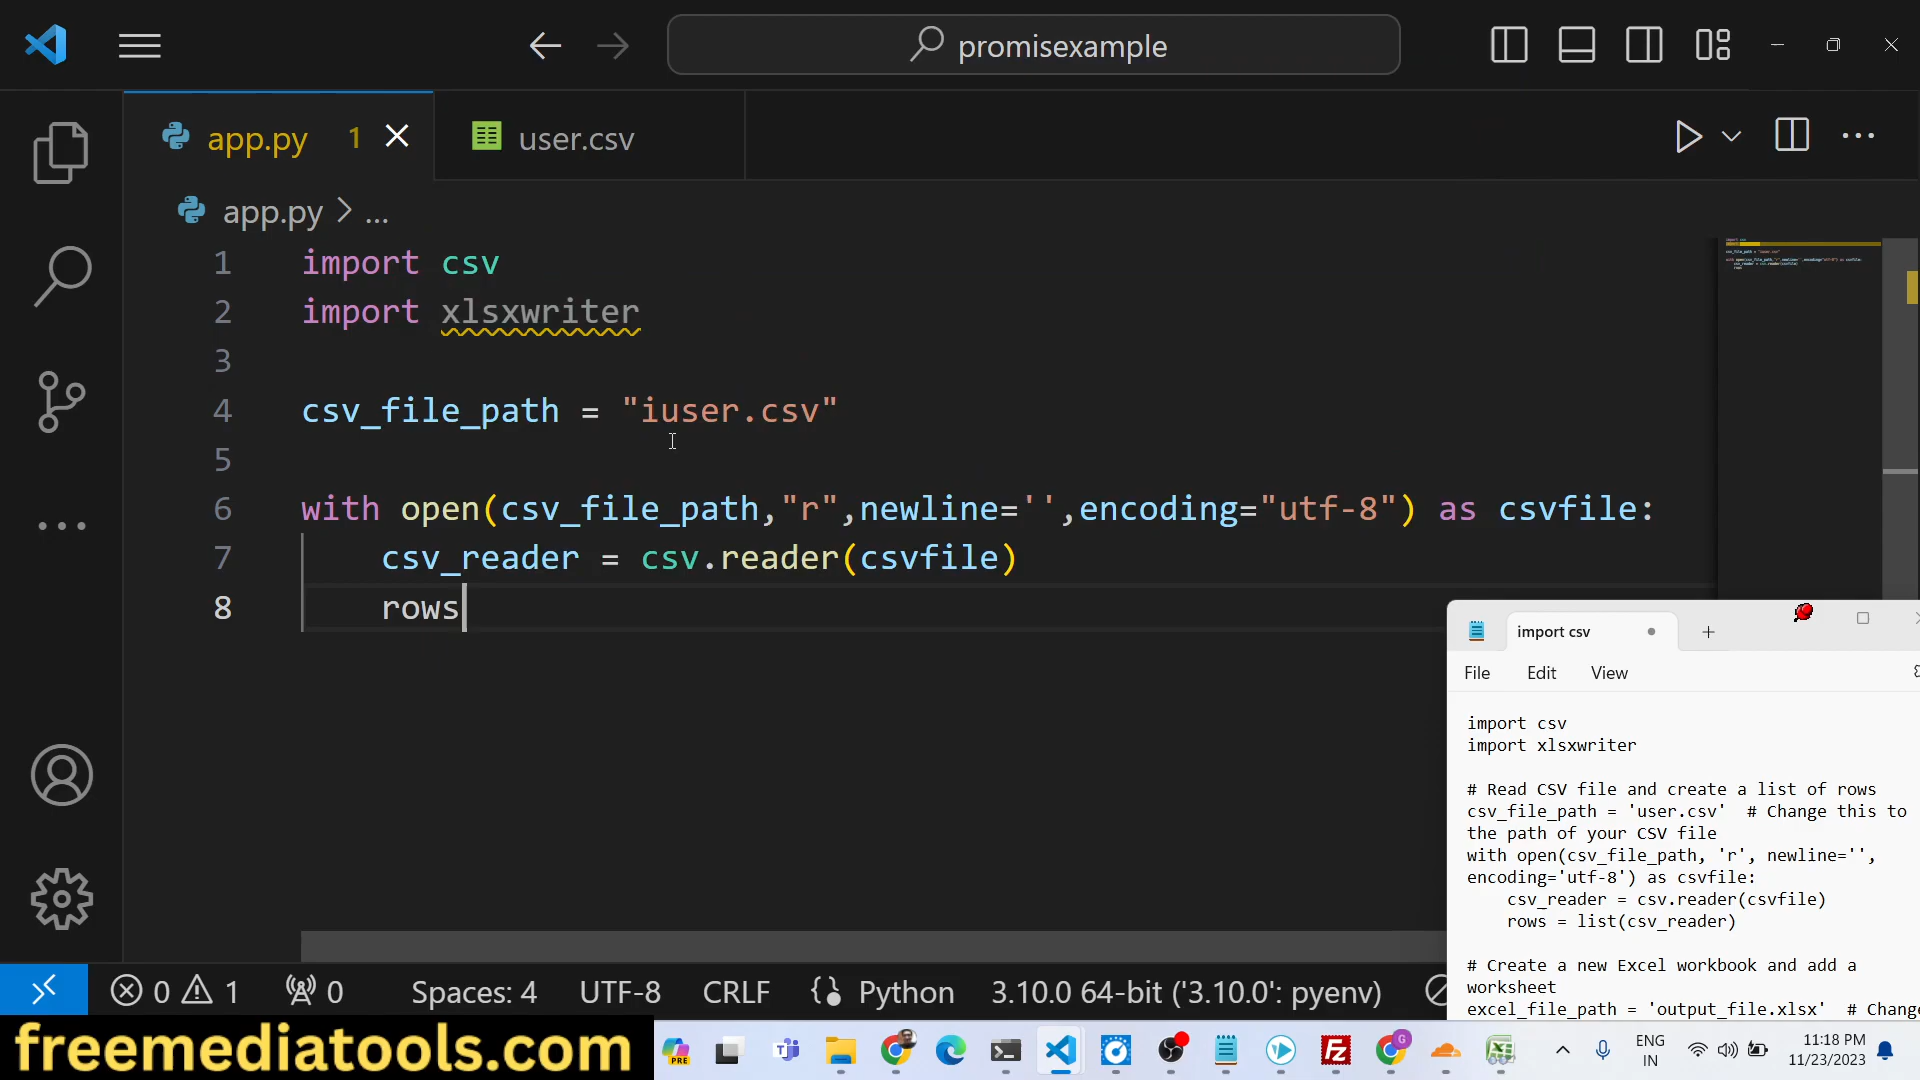 promisexample
app.py 1
user.csv
app.py > ...
1 import csv
2 import xlsxwriter
3
4 csv_file_path = "iuser.csv"
5
6 with open(csv_file_path,"r",newline='',encoding="utf-8") as csvfile:
7 csv_reader = csv.reader(csvfile)
8 rows
import csv
File Edit View
import csv
import xlsxwriter
# Read CSV file and create a list of rows
csv_file_path = 'user.csv' # Change this to
the path of your CSV file
with open(csv_file_path, 'r', newline='',
encoding='utf-8') as csvfile:
csv_reader = csv.reader(csvfile)
rows = list(csv_reader)
# Create a new Excel workbook and add a
worksheet
excel_file_path = 'output_file.xlsx' # Change
0 1 0 Spaces: 4 UTF-8 CRLF Python 3.10.0 64-bit ('3.10.0': pyenv)
freemediatools.com
PRE
ENG
IN
11:18 PM
11/23/2023